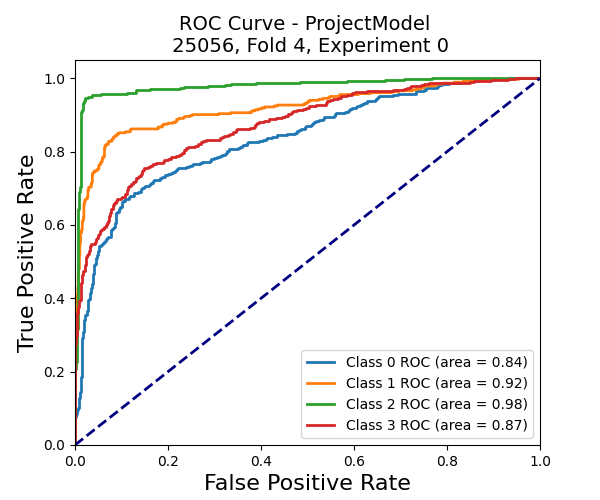 ROC Curve - ProjectModel
25056, Fold 4, Experiment 0
True Positive Rate
1.0
0.8
0.6
0.4
0.2
0.0
Class 0 ROC (area = 0.84)
Class 1 ROC (area = 0.92)
Class 2 ROC (area = 0.98)
Class 3 ROC (area = 0.87)
0.0 0.2 0.4 0.6 0.8 1.0
False Positive Rate